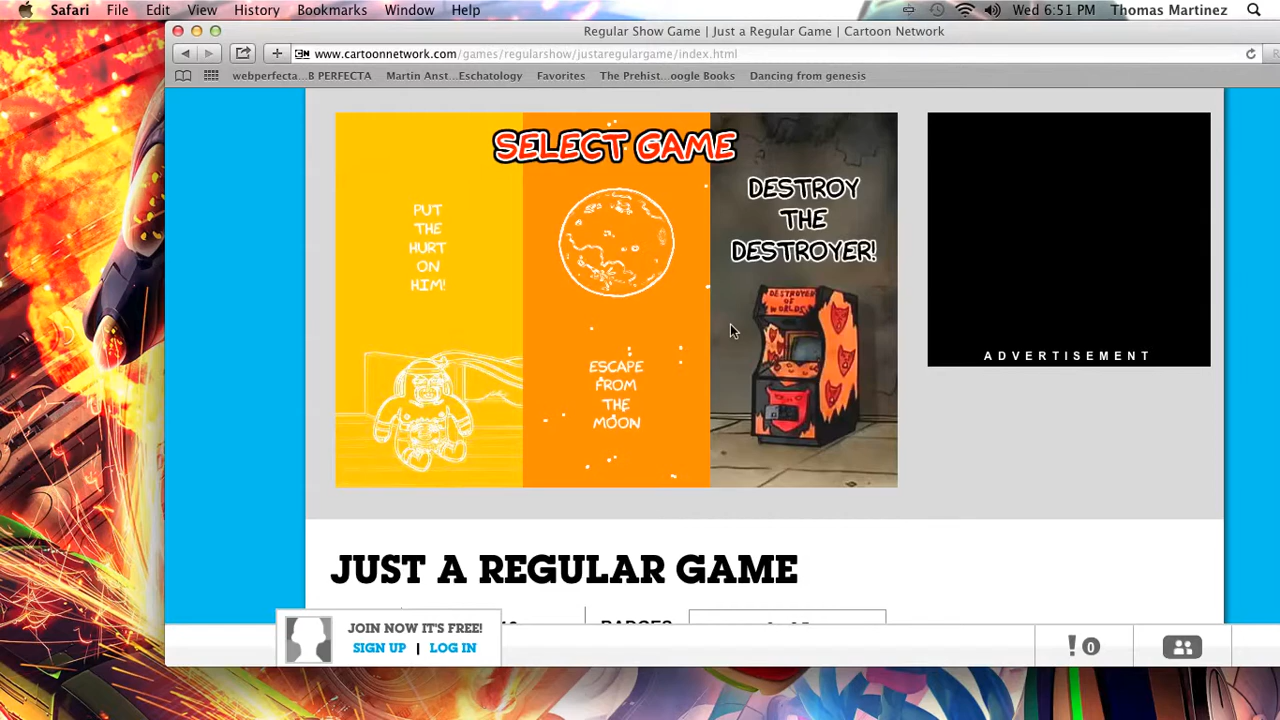 Safari File Edit View History Bookmarks Window Help Wed 6:51 PM Thomas Martinez
Regular Show Game | Just a Regular Game | Cartoon Network
www.cartoonnetwork.com/games/regularshow/justaregulargame/index.html
webperfecta...B PERFECTA Martin Anst...Eschatology Favorites The Prehist...oogle Books Dancing from genesis
SELECT GAME
PUT
THE
HURT
ON
HIM!
ESCAPE
FROM
THE
MOON
DESTROY
THE
DESTROYER!
DESTROYER
OF
WORLDS
ADVERTISEMENT
JUST A REGULAR GAME
JOIN NOW IT'S FREE!
SIGN UP | LOG IN
! 0